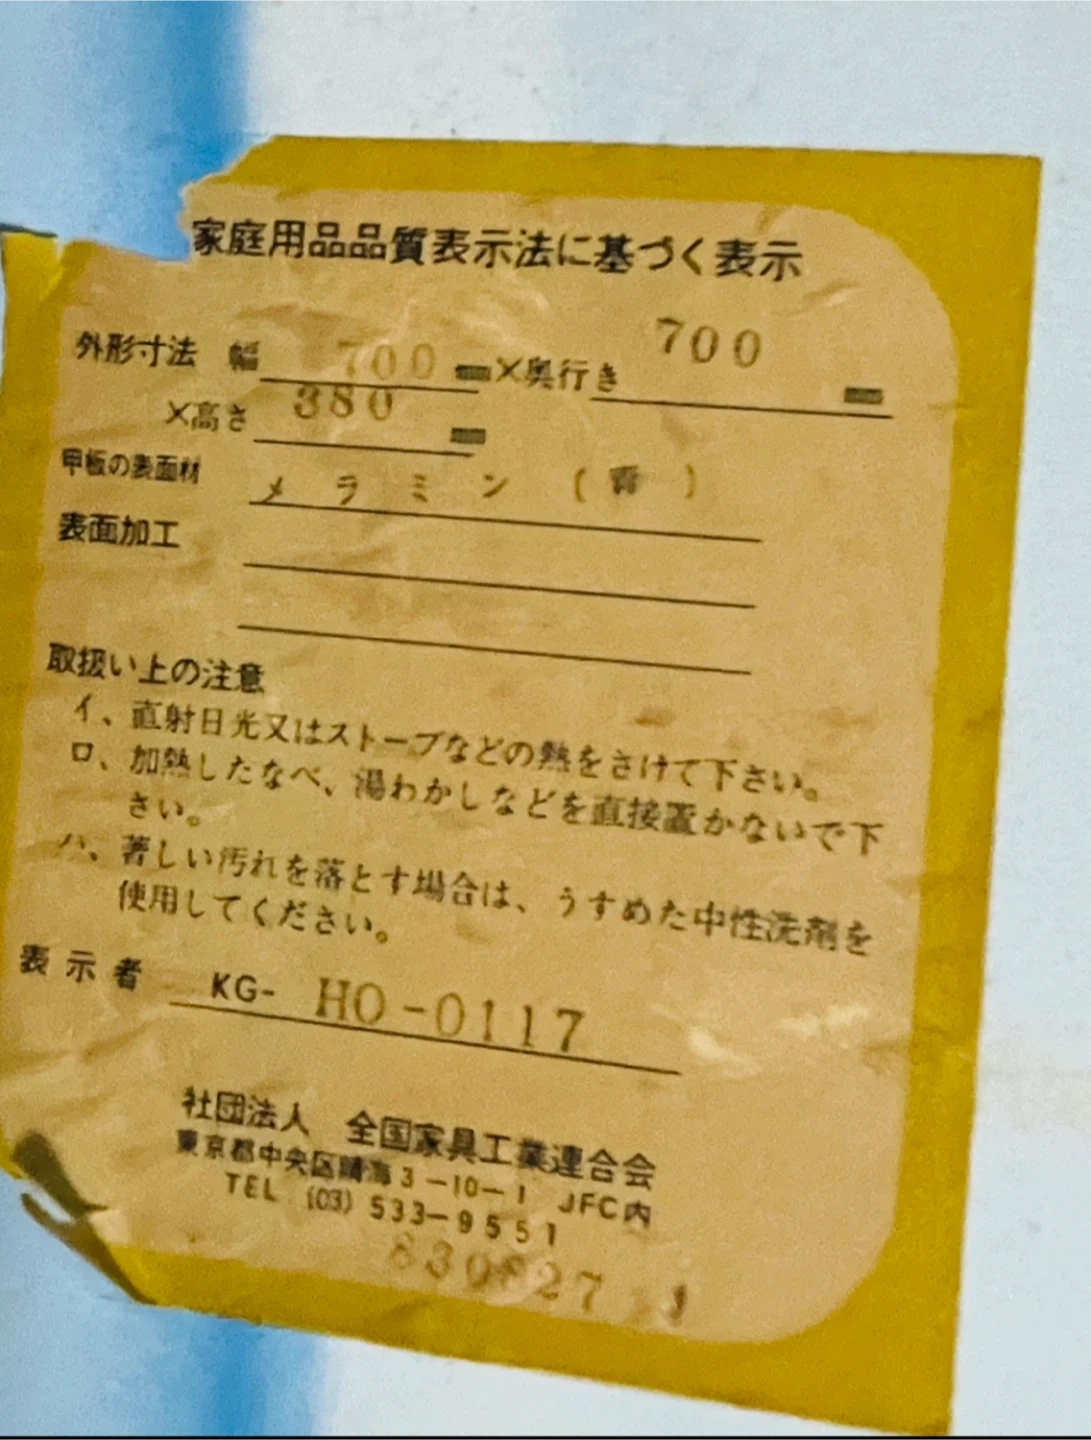 家庭用品品質表示法に基づく表示
外形寸法 幅 700 ×奥行き 700
×高さ 380
甲板の表面材 メラミン (青)
表面加工
取扱い上の注意
イ、直射日光又はストーブなどの熱をさけて下さい。
ロ、加熱したなべ、湯わかしなどを直接置かないで下
さい。
ハ、著しい汚れを落とす場合は、うすめた中性洗剤を
使用してください。
表示者 KG- HO-0117
社団法人 全国家具工業連合会
東京都中央区晴海3-10-1 JFC内
TEL (03) 533-9551